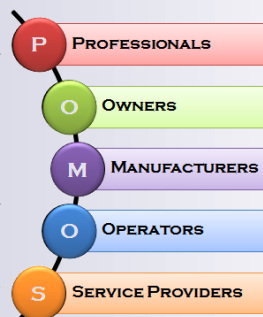 P PROFESSIONALS
O OWNERS
M MANUFACTURERS
O OPERATORS
S SERVICE PROVIDERS